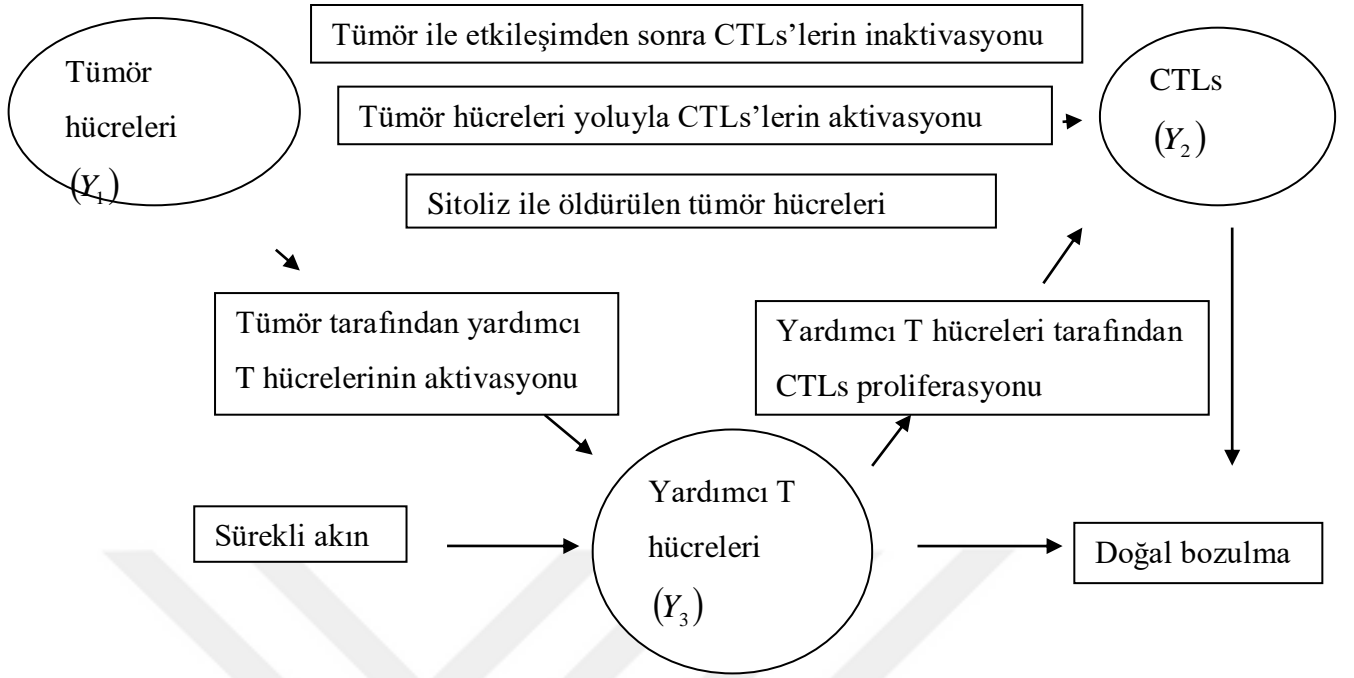 Tümör ile etkileşimden sonra CTLs’lerin inaktivasyonu
Tümör
hücreleri
(Y₁)
CTLs
(Y₂)
Tümör hücreleri yoluyla CTLs’lerin aktivasyonu
Sitoliz ile öldürülen tümör hücreleri
Tümör tarafından yardımcı
T hücrelerinin aktivasyonu
Yardımcı T hücreleri tarafından
CTLs proliferasyonu
Yardımcı T
hücreleri
(Y₃)
Sürekli akın
Doğal bozulma